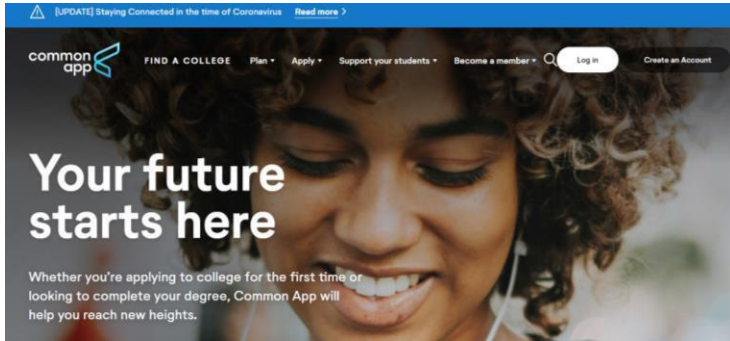 [UPDATE] Staying Connected in the time of Coronavirus Read more >
common app FIND A COLLEGE Plan Apply Support your students Become a member Log in Create an Account
Your future
starts here
Whether you're applying to college for the first time or
looking to complete your degree, Common App will
help you reach new heights.